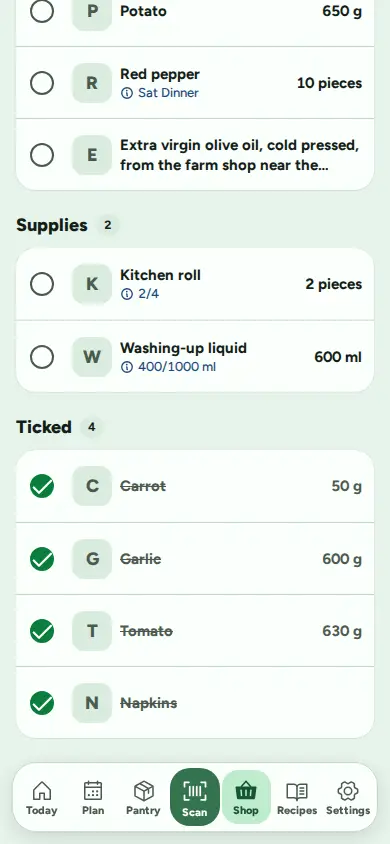 P Potato 650 g
R Red pepper 10 pieces
Sat Dinner
E Extra virgin olive oil, cold pressed,
from the farm shop near the...
Supplies 2
K Kitchen roll 2 pieces
2/4
W Washing-up liquid 600 ml
400/1000 ml
Ticked 4
C Carrot 50 g
G Garlic 600 g
T Tomato 630 g
N Napkins
Today Plan Pantry Scan Shop Recipes Settings